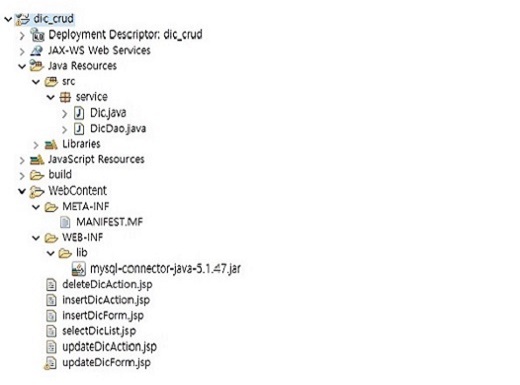 dic_crud
Deployment Descriptor: dic_crud
JAX-WS Web Services
Java Resources
src
service
Dic.java
DicDao.java
Libraries
JavaScript Resources
build
WebContent
META-INF
MANIFEST.MF
WEB-INF
lib
mysql-connector-java-5.1.47.jar
deleteDicAction.jsp
insertDicAction.jsp
insertDicForm.jsp
selectDicList.jsp
updateDicAction.jsp
updateDicForm.jsp